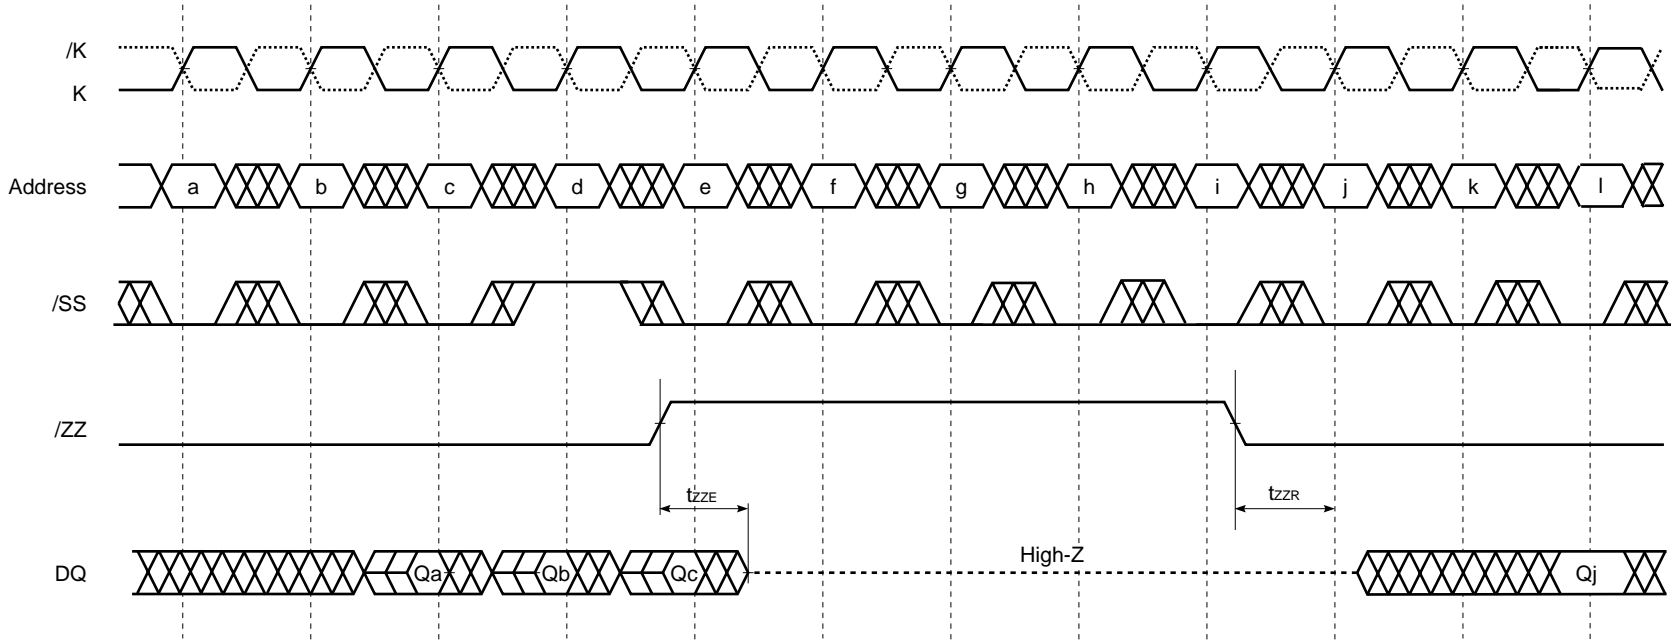 /K
K
Address a b c d e f g h i j k l
/SS
/ZZ
tZZE tZZR
High-Z
DQ Qa Qb Qc Qj